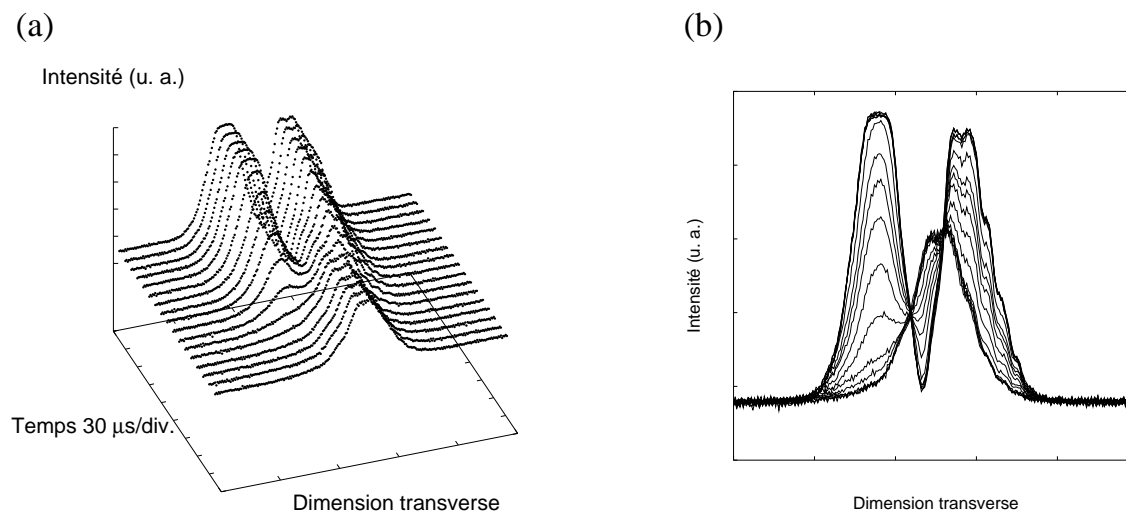 (a)
Intensité (u. a.)
Temps 30 μs/div.
Dimension transverse
(b)
Intensité (u. a.)
Dimension transverse